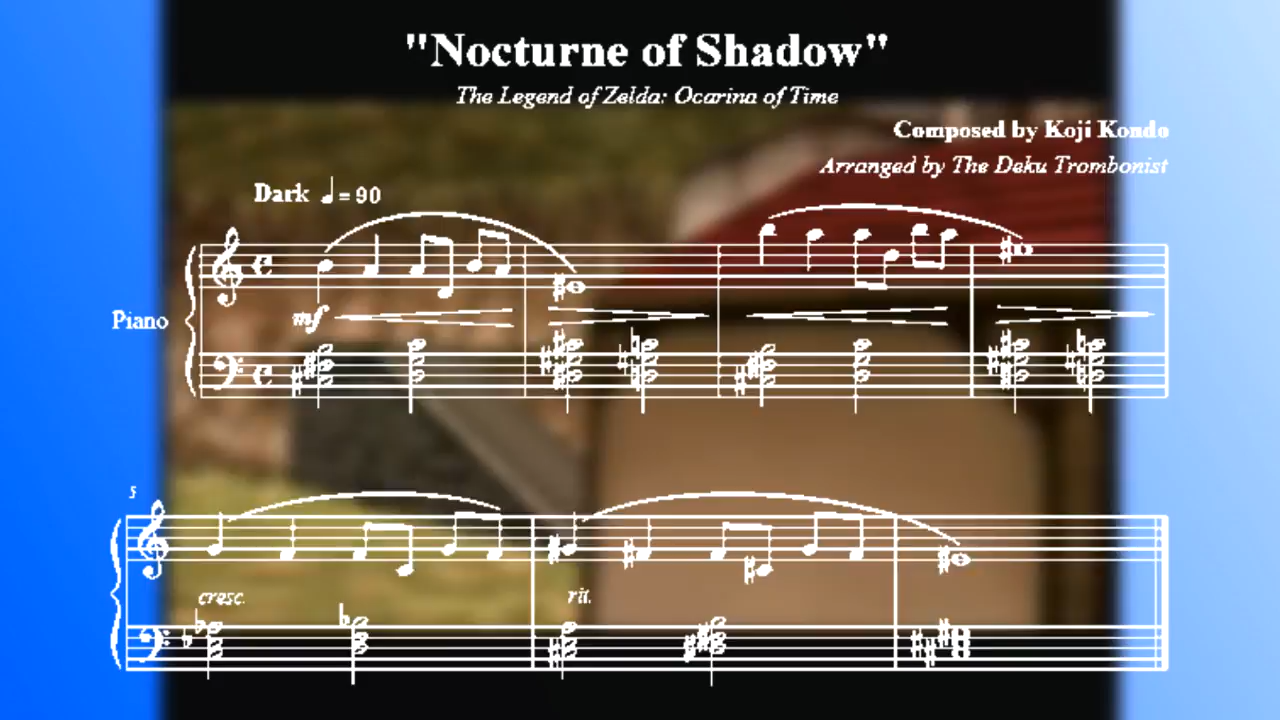 "Nocturne of Shadow"
The Legend of Zelda: Ocarina of Time
Composed by Koji Kondo
Arranged by The Deku Trombonist
Dark ♩ = 90
Piano
mf
5
cresc.
rit.